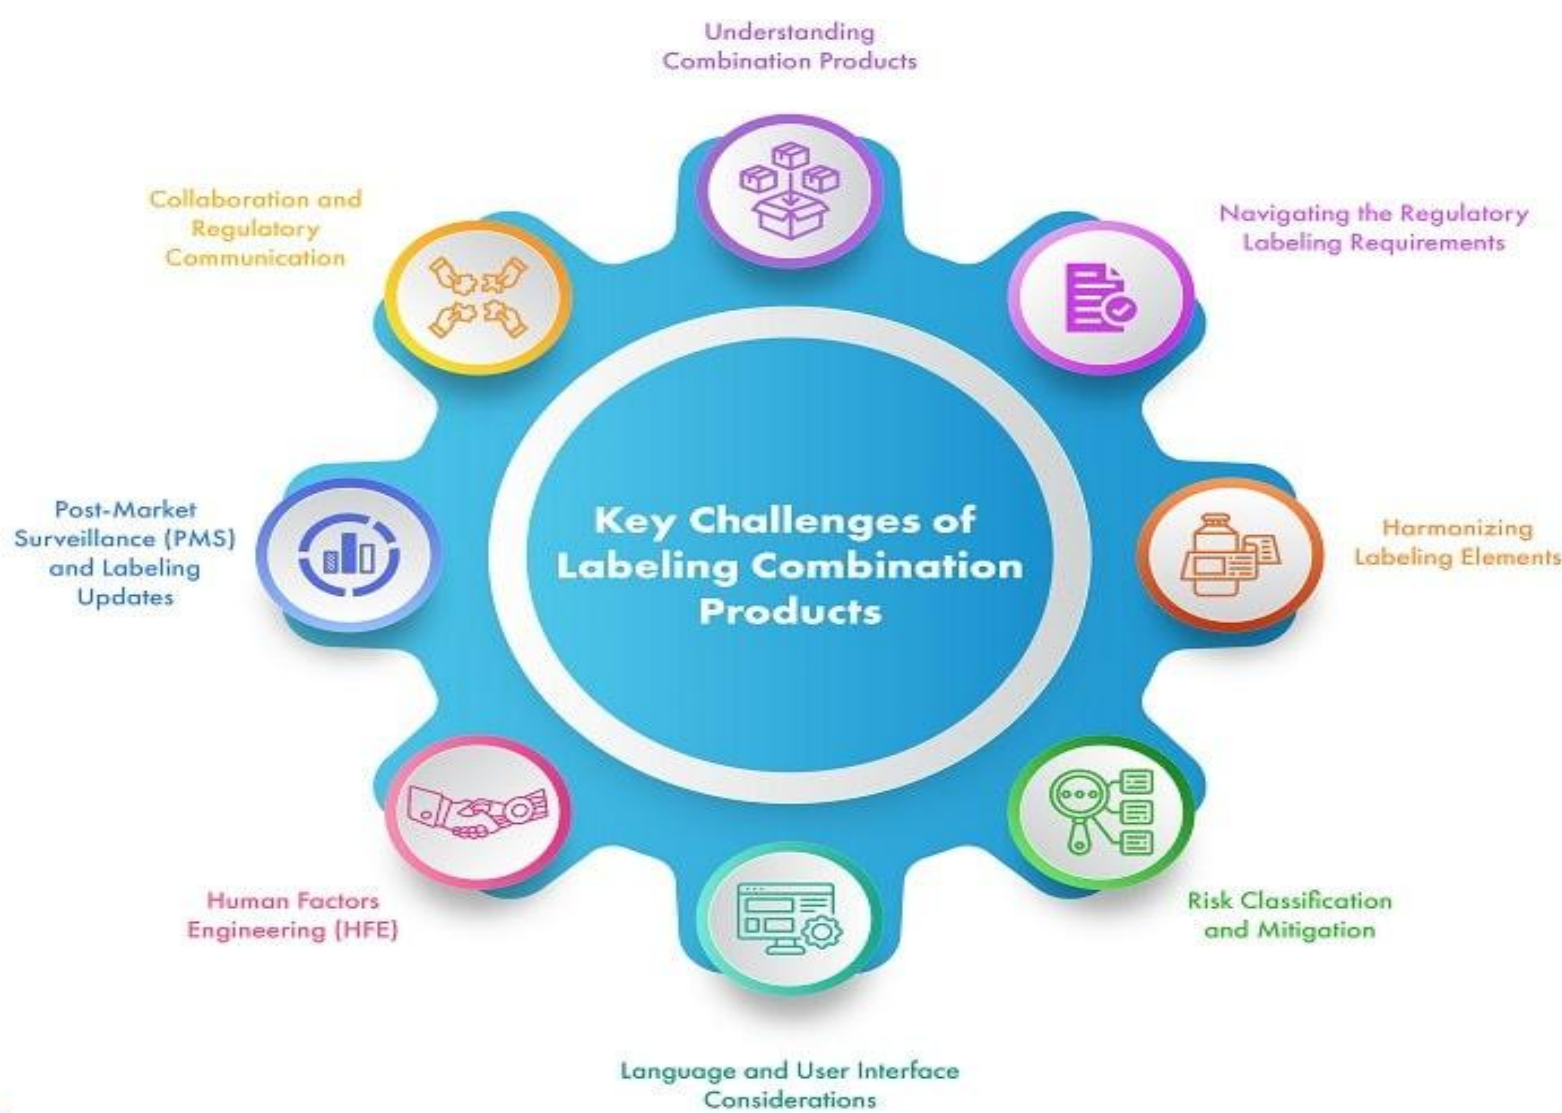 Understanding
Combination Products
Navigating the Regulatory
Labeling Requirements
Harmonizing
Labeling Elements
Risk Classification
and Mitigation
Language and User Interface
Considerations
Human Factors
Engineering (HFE)
Post-Market
Surveillance (PMS)
and Labeling
Updates
Collaboration and
Regulatory
Communication
Key Challenges of
Labeling Combination
Products